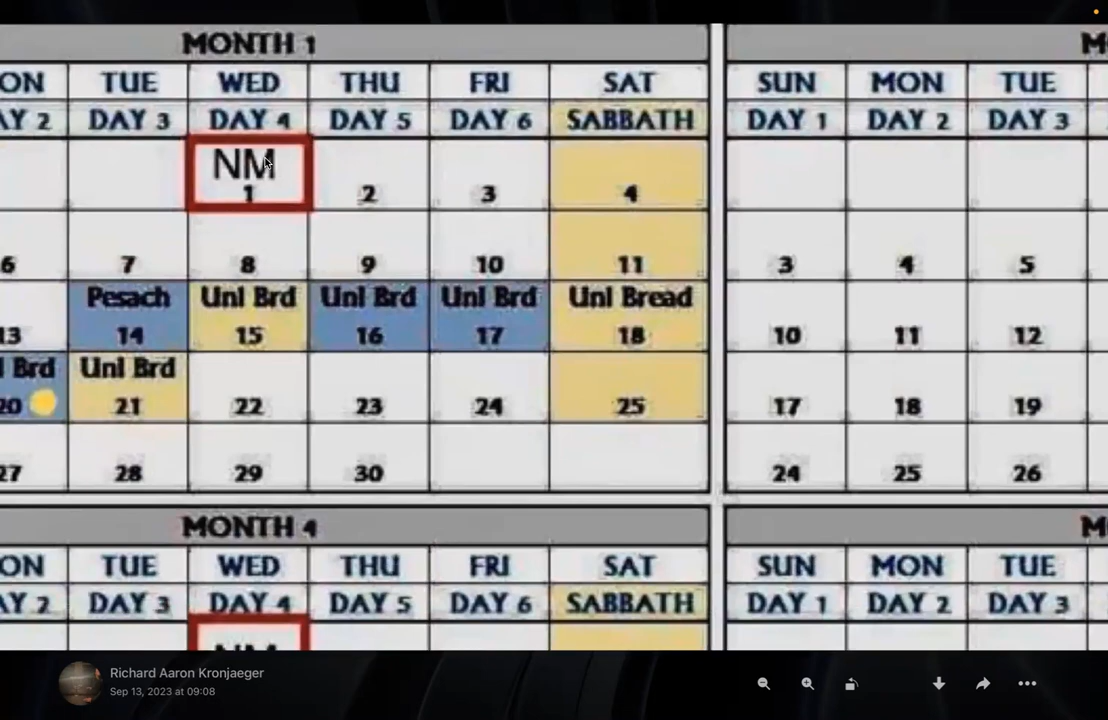 MONTH 1
ON TUE WED THU FRI SAT
AY 2 DAY 3 DAY 4 DAY 5 DAY 6 SABBATH
NM
1 2 3 4
6 7 8 9 10 11
Pesach Unl Brd Unl Brd Unl Brd Unl Bread
13 14 15 16 17 18
l Brd Unl Brd
20 21 22 23 24 25
27 28 29 30
M
SUN MON TUE
DAY 1 DAY 2 DAY 3
3 4 5
10 11 12
17 18 19
24 25 26
MONTH 4
ON TUE WED THU FRI SAT
AY 2 DAY 3 DAY 4 DAY 5 DAY 6 SABBATH
NM
M
SUN MON TUE
DAY 1 DAY 2 DAY 3
Richard Aaron Kronjaeger
Sep 13, 2023 at 09:08